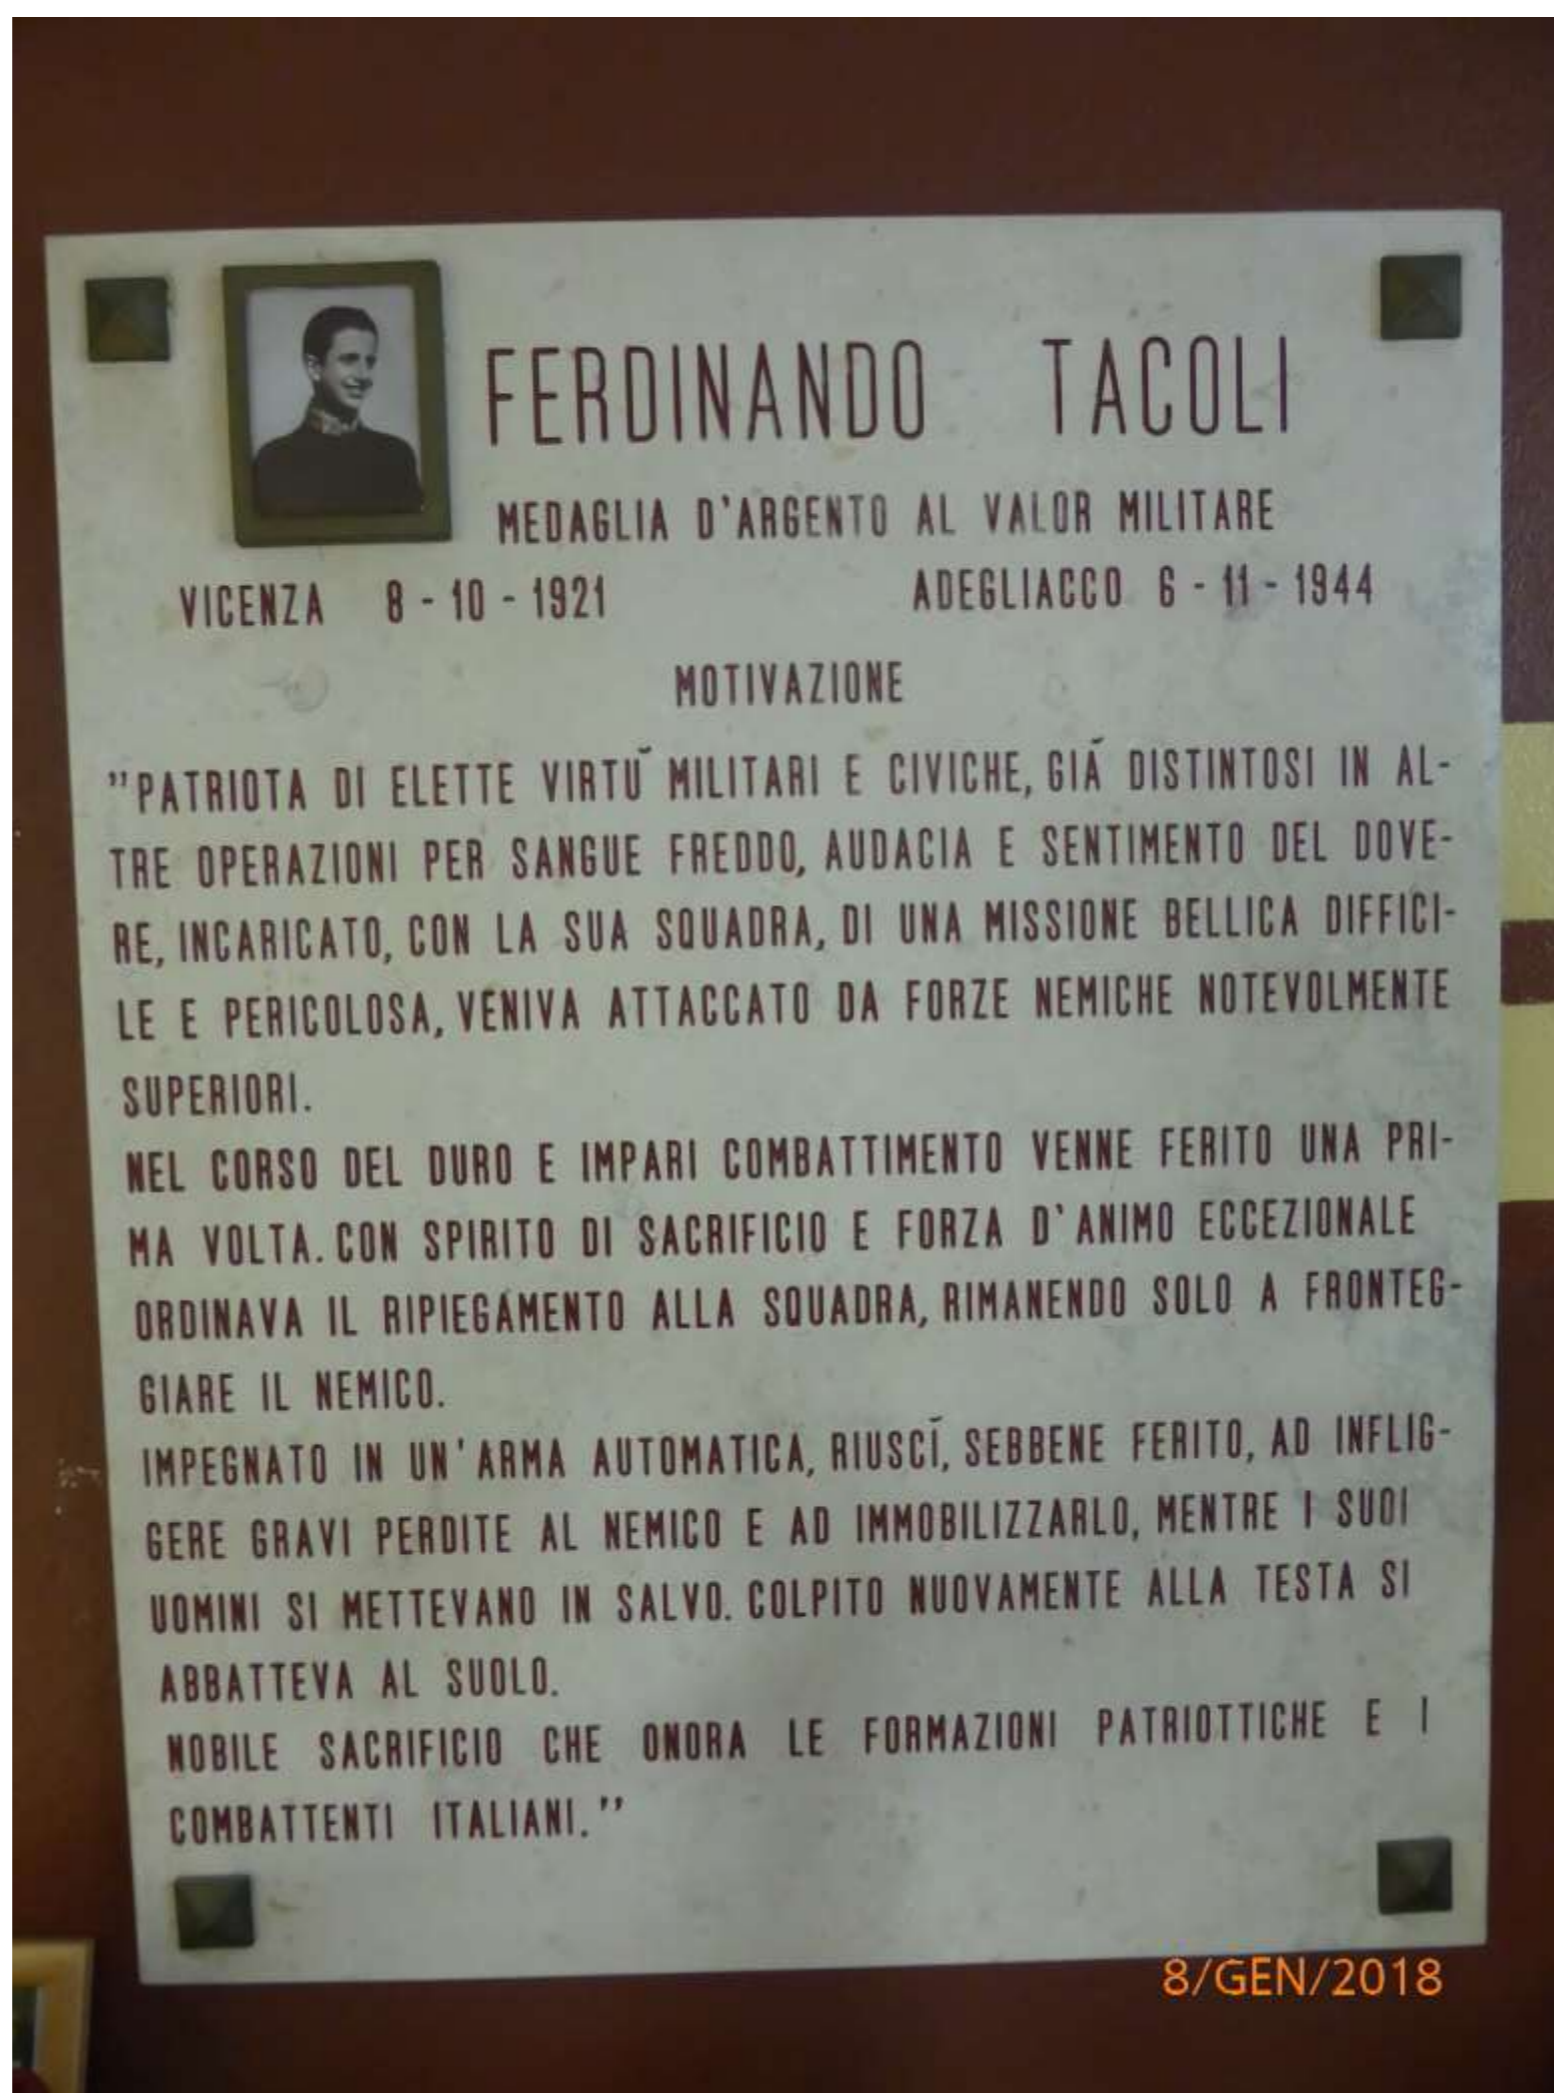 FERDINANDO TACOLI
MEDAGLIA D'ARGENTO AL VALOR MILITARE
VICENZA 8 - 10 - 1921 ADEGLIACCO 6 - 11 - 1944
MOTIVAZIONE
"PATRIOTA DI ELETTE VIRTŬ MILITARI E CIVICHE, GIĂ DISTINTOSI IN AL-
TRE OPERAZIONI PER SANGUE FREDDO, AUDACIA E SENTIMENTO DEL DOVE-
RE, INCARICATO, CON LA SUA SQUADRA, DI UNA MISSIONE BELLICA DIFFICI-
LE E PERICOLOSA, VENIVA ATTACCATO DA FORZE NEMICHE NOTEVOLMENTE
SUPERIORI.
NEL CORSO DEL DURO E IMPARI COMBATTIMENTO VENNE FERITO UNA PRI-
MA VOLTA. CON SPIRITO DI SACRIFICIO E FORZA D'ANIMO ECCEZIONALE
ORDINAVA IL RIPIEGAMENTO ALLA SQUADRA, RIMANENDO SOLO A FRONTEG-
GIARE IL NEMICO.
IMPEGNATO IN UN'ARMA AUTOMATICA, RIUSCĬ, SEBBENE FERITO, AD INFLIG-
GERE GRAVI PERDITE AL NEMICO E AD IMMOBILIZZARLO, MENTRE I SUOI
UOMINI SI METTEVANO IN SALVO. COLPITO NUOVAMENTE ALLA TESTA SI
ABBATTEVA AL SUOLO.
NOBILE SACRIFICIO CHE ONORA LE FORMAZIONI PATRIOTTICHE E I
COMBATTENTI ITALIANI."
8/GEN/2018